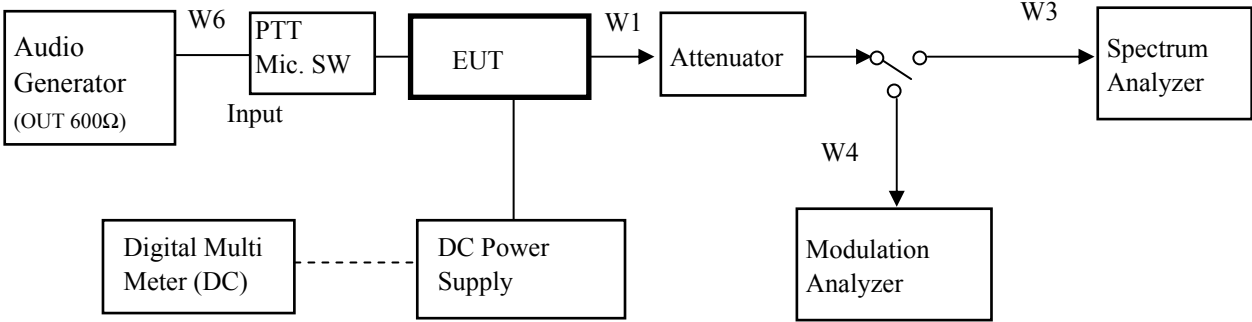 W6
Audio
Generator
(OUT 600Ω)
PTT
Mic. SW
Input
EUT
W1
Attenuator
W3
Spectrum
Analyzer
W4
Digital Multi
Meter (DC)
DC Power
Supply
Modulation
Analyzer